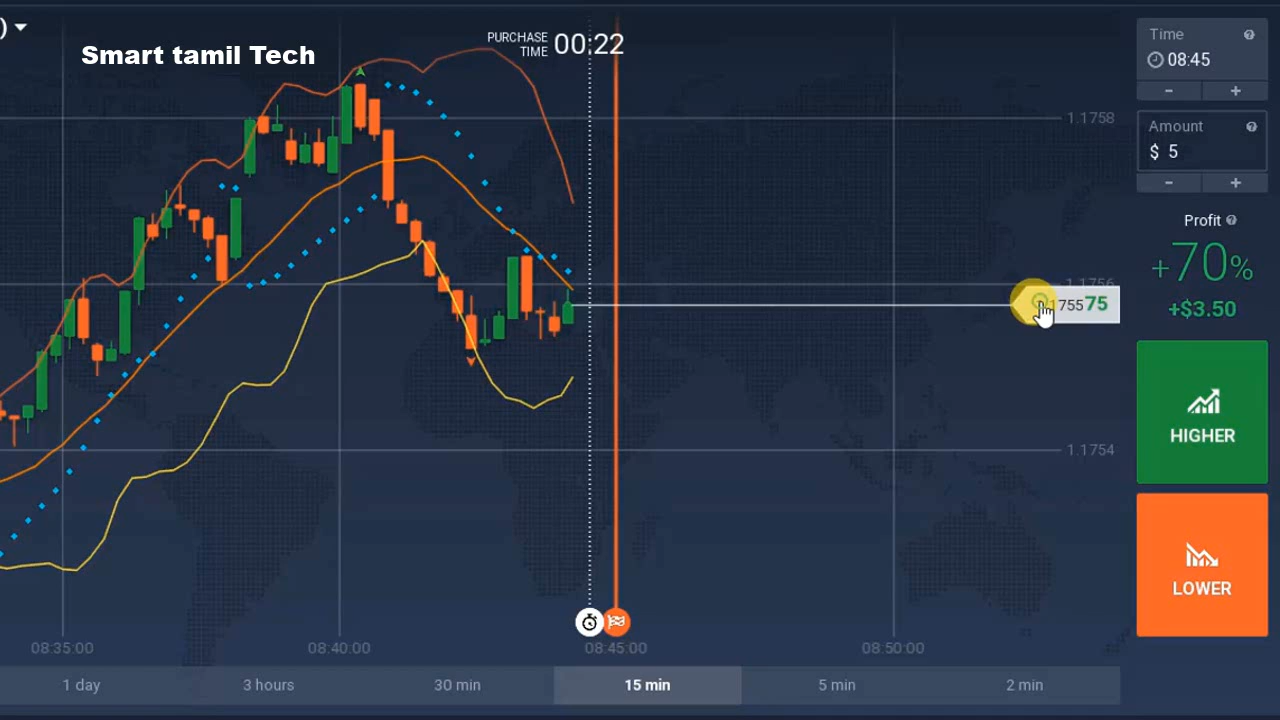 )
Smart tamil Tech
PURCHASE
TIME
00:22
Time
08:45
- +
Amount
$ 5
- +
Profit
+70%
+$3.50
HIGHER
LOWER
1.1758
1.1756
75575
1.1754
08:35:00 08:40:00 08:45:00 08:50:00
1 day 3 hours 30 min 15 min 5 min 2 min